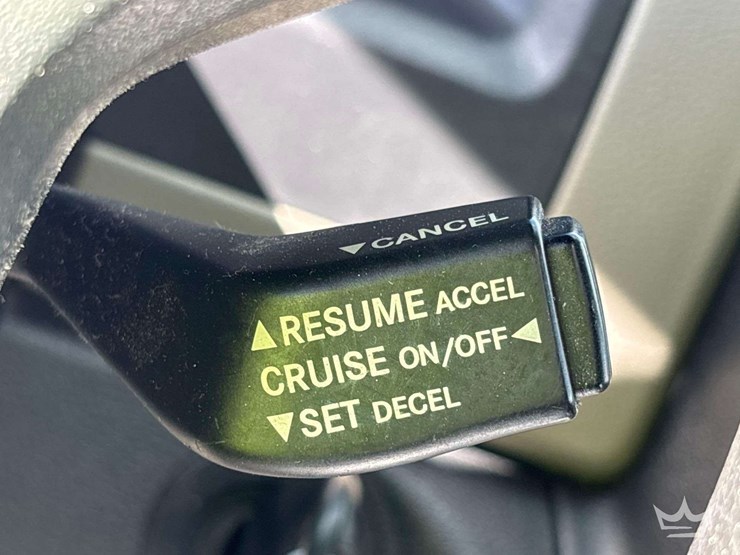 ▼CANCEL
▲RESUME ACCEL
CRUISE ON/OFF◀
▼SET DECEL